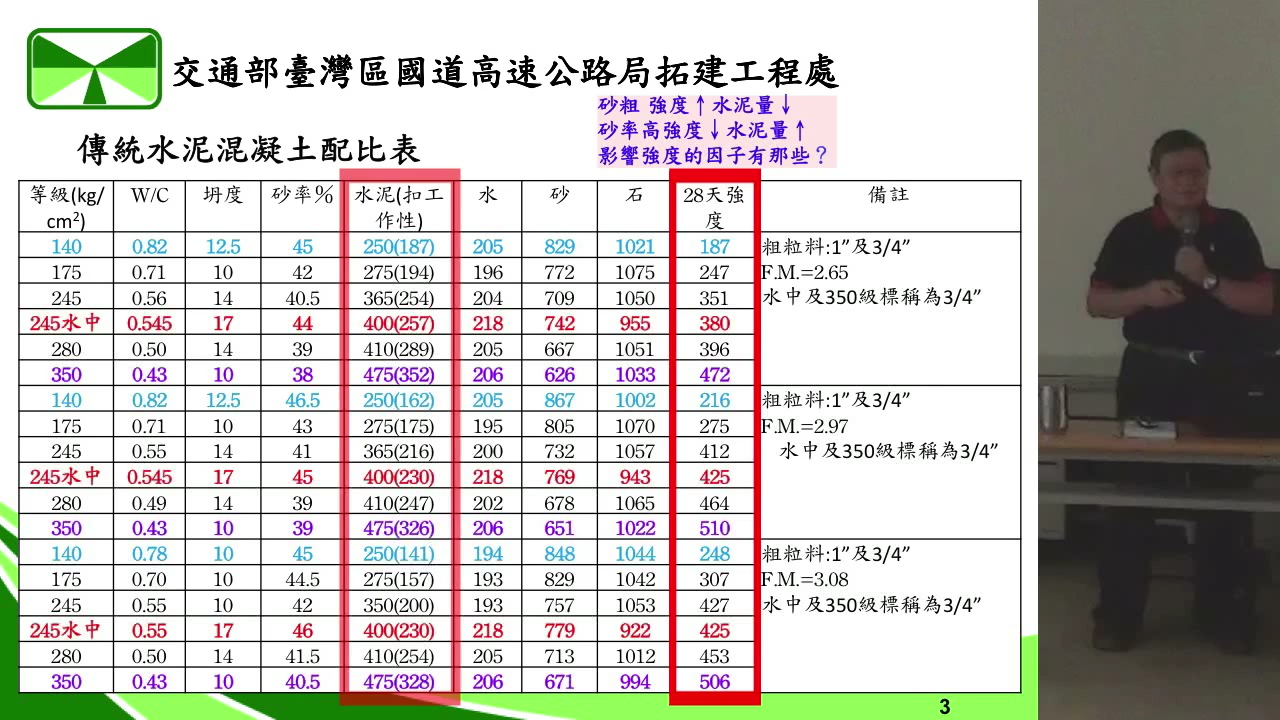 交通部臺灣區國道高速公路局拓建工程處
砂粗 強度↑水泥量↓
砂率高強度↓水泥量↑
影響強度的因子有那些？
傳統水泥混凝土配比表
等級(kg/cm²) W/C 坍度 砂率% 水泥(扣工作性) 水 砂 石 28天強度 備註
140 0.82 12.5 45 250(187) 205 829 1021 187 粗粒料:1”及3/4”
175 0.71 10 42 275(194) 196 772 1075 247 F.M.=2.65
245 0.56 14 40.5 365(254) 204 709 1050 351 水中及350級標稱為3/4”
245水中 0.545 17 44 400(257) 218 742 955 380
280 0.50 14 39 410(289) 205 667 1051 396
350 0.43 10 38 475(352) 206 626 1033 472
140 0.82 12.5 46.5 250(162) 205 867 1002 216 粗粒料:1”及3/4”
175 0.71 10 43 275(175) 195 805 1070 275 F.M.=2.97
245 0.55 14 41 365(216) 200 732 1057 412 水中及350級標稱為3/4”
245水中 0.545 17 45 400(230) 218 769 943 425
280 0.49 14 39 410(247) 202 678 1065 464
350 0.43 10 39 475(326) 206 651 1022 510
140 0.78 10 45 250(141) 194 848 1044 248 粗粒料:1”及3/4”
175 0.70 10 44.5 275(157) 193 829 1042 307 F.M.=3.08
245 0.55 10 42 350(200) 193 757 1053 427 水中及350級標稱為3/4”
245水中 0.55 17 46 400(230) 218 779 922 425
280 0.50 14 41.5 410(254) 205 713 1012 453
350 0.43 10 40.5 475(328) 206 671 994 506
3